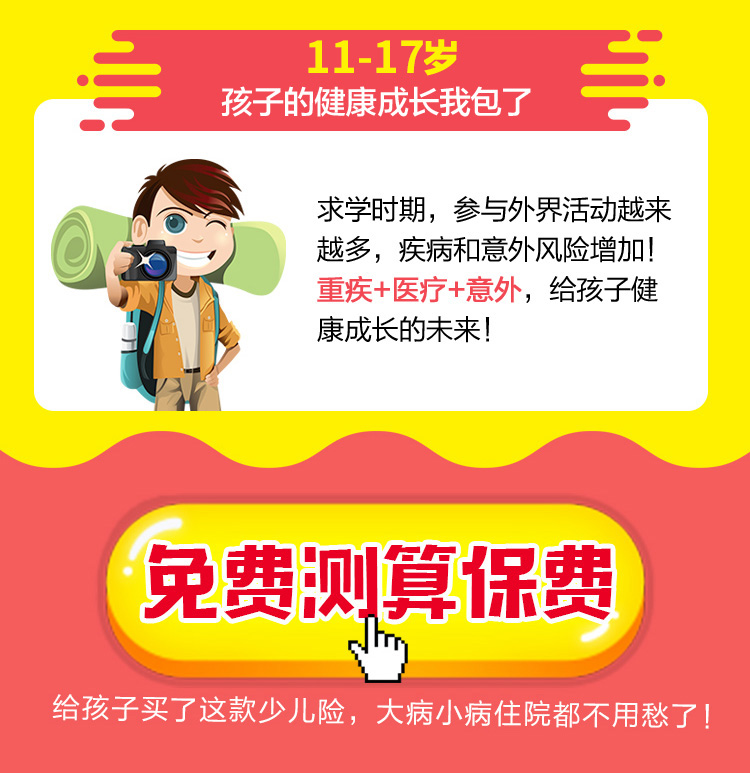 11-17岁
孩子的健康成长我包了
求学时期，参与外界活动越来
越多，疾病和意外风险增加！
重疾+医疗+意外，给孩子健
康成长的未来！
免费测算保费
给孩子买了这款少儿险，大病小病住院都不用愁了！